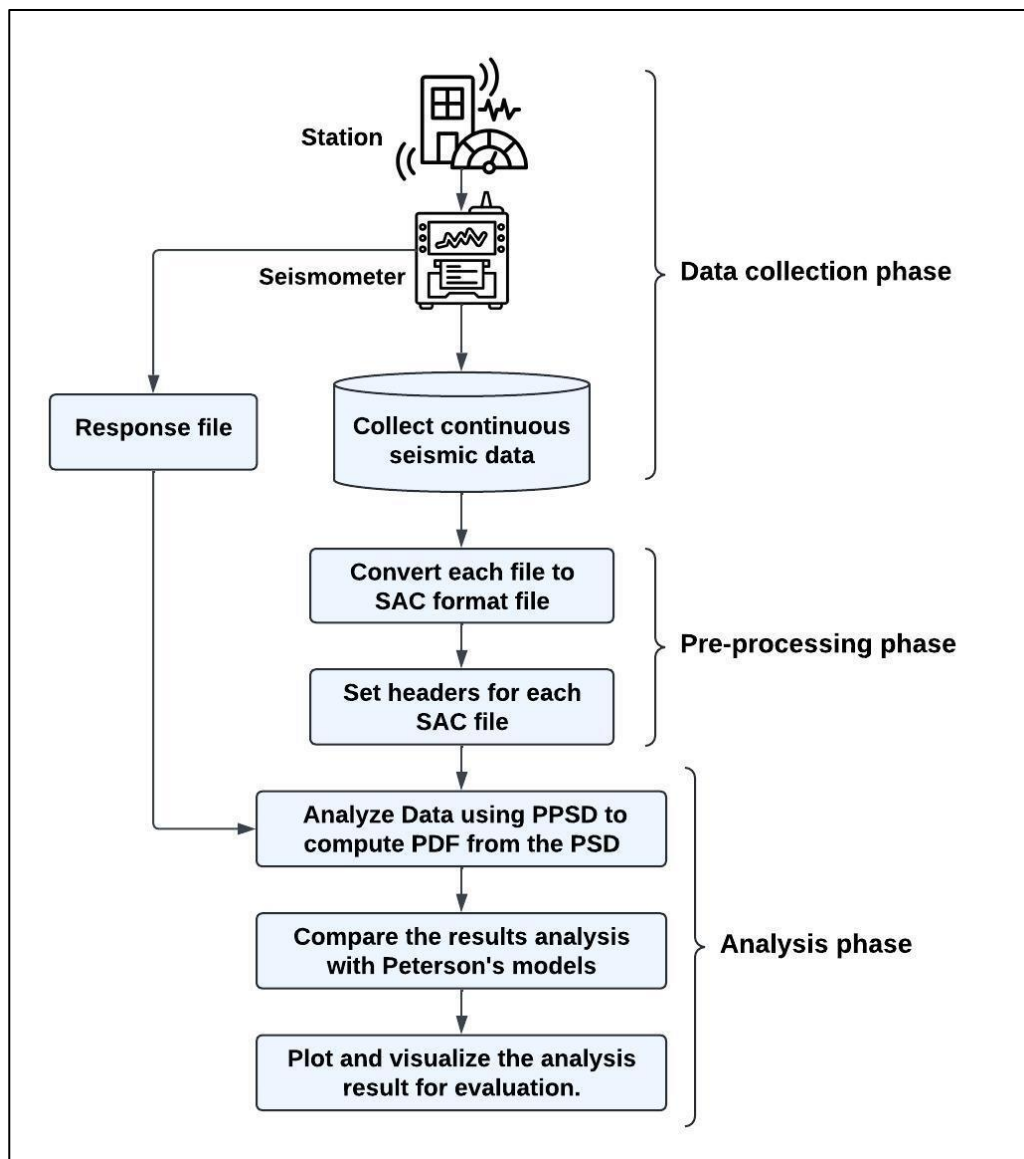 Station
Seismometer
Data collection phase
Response file
Collect continuous
seismic data
Convert each file to
SAC format file
Pre-processing phase
Set headers for each
SAC file
Analyze Data using PPSD to
compute PDF from the PSD
Compare the results analysis
with Peterson's models
Analysis phase
Plot and visualize the analysis
result for evaluation.